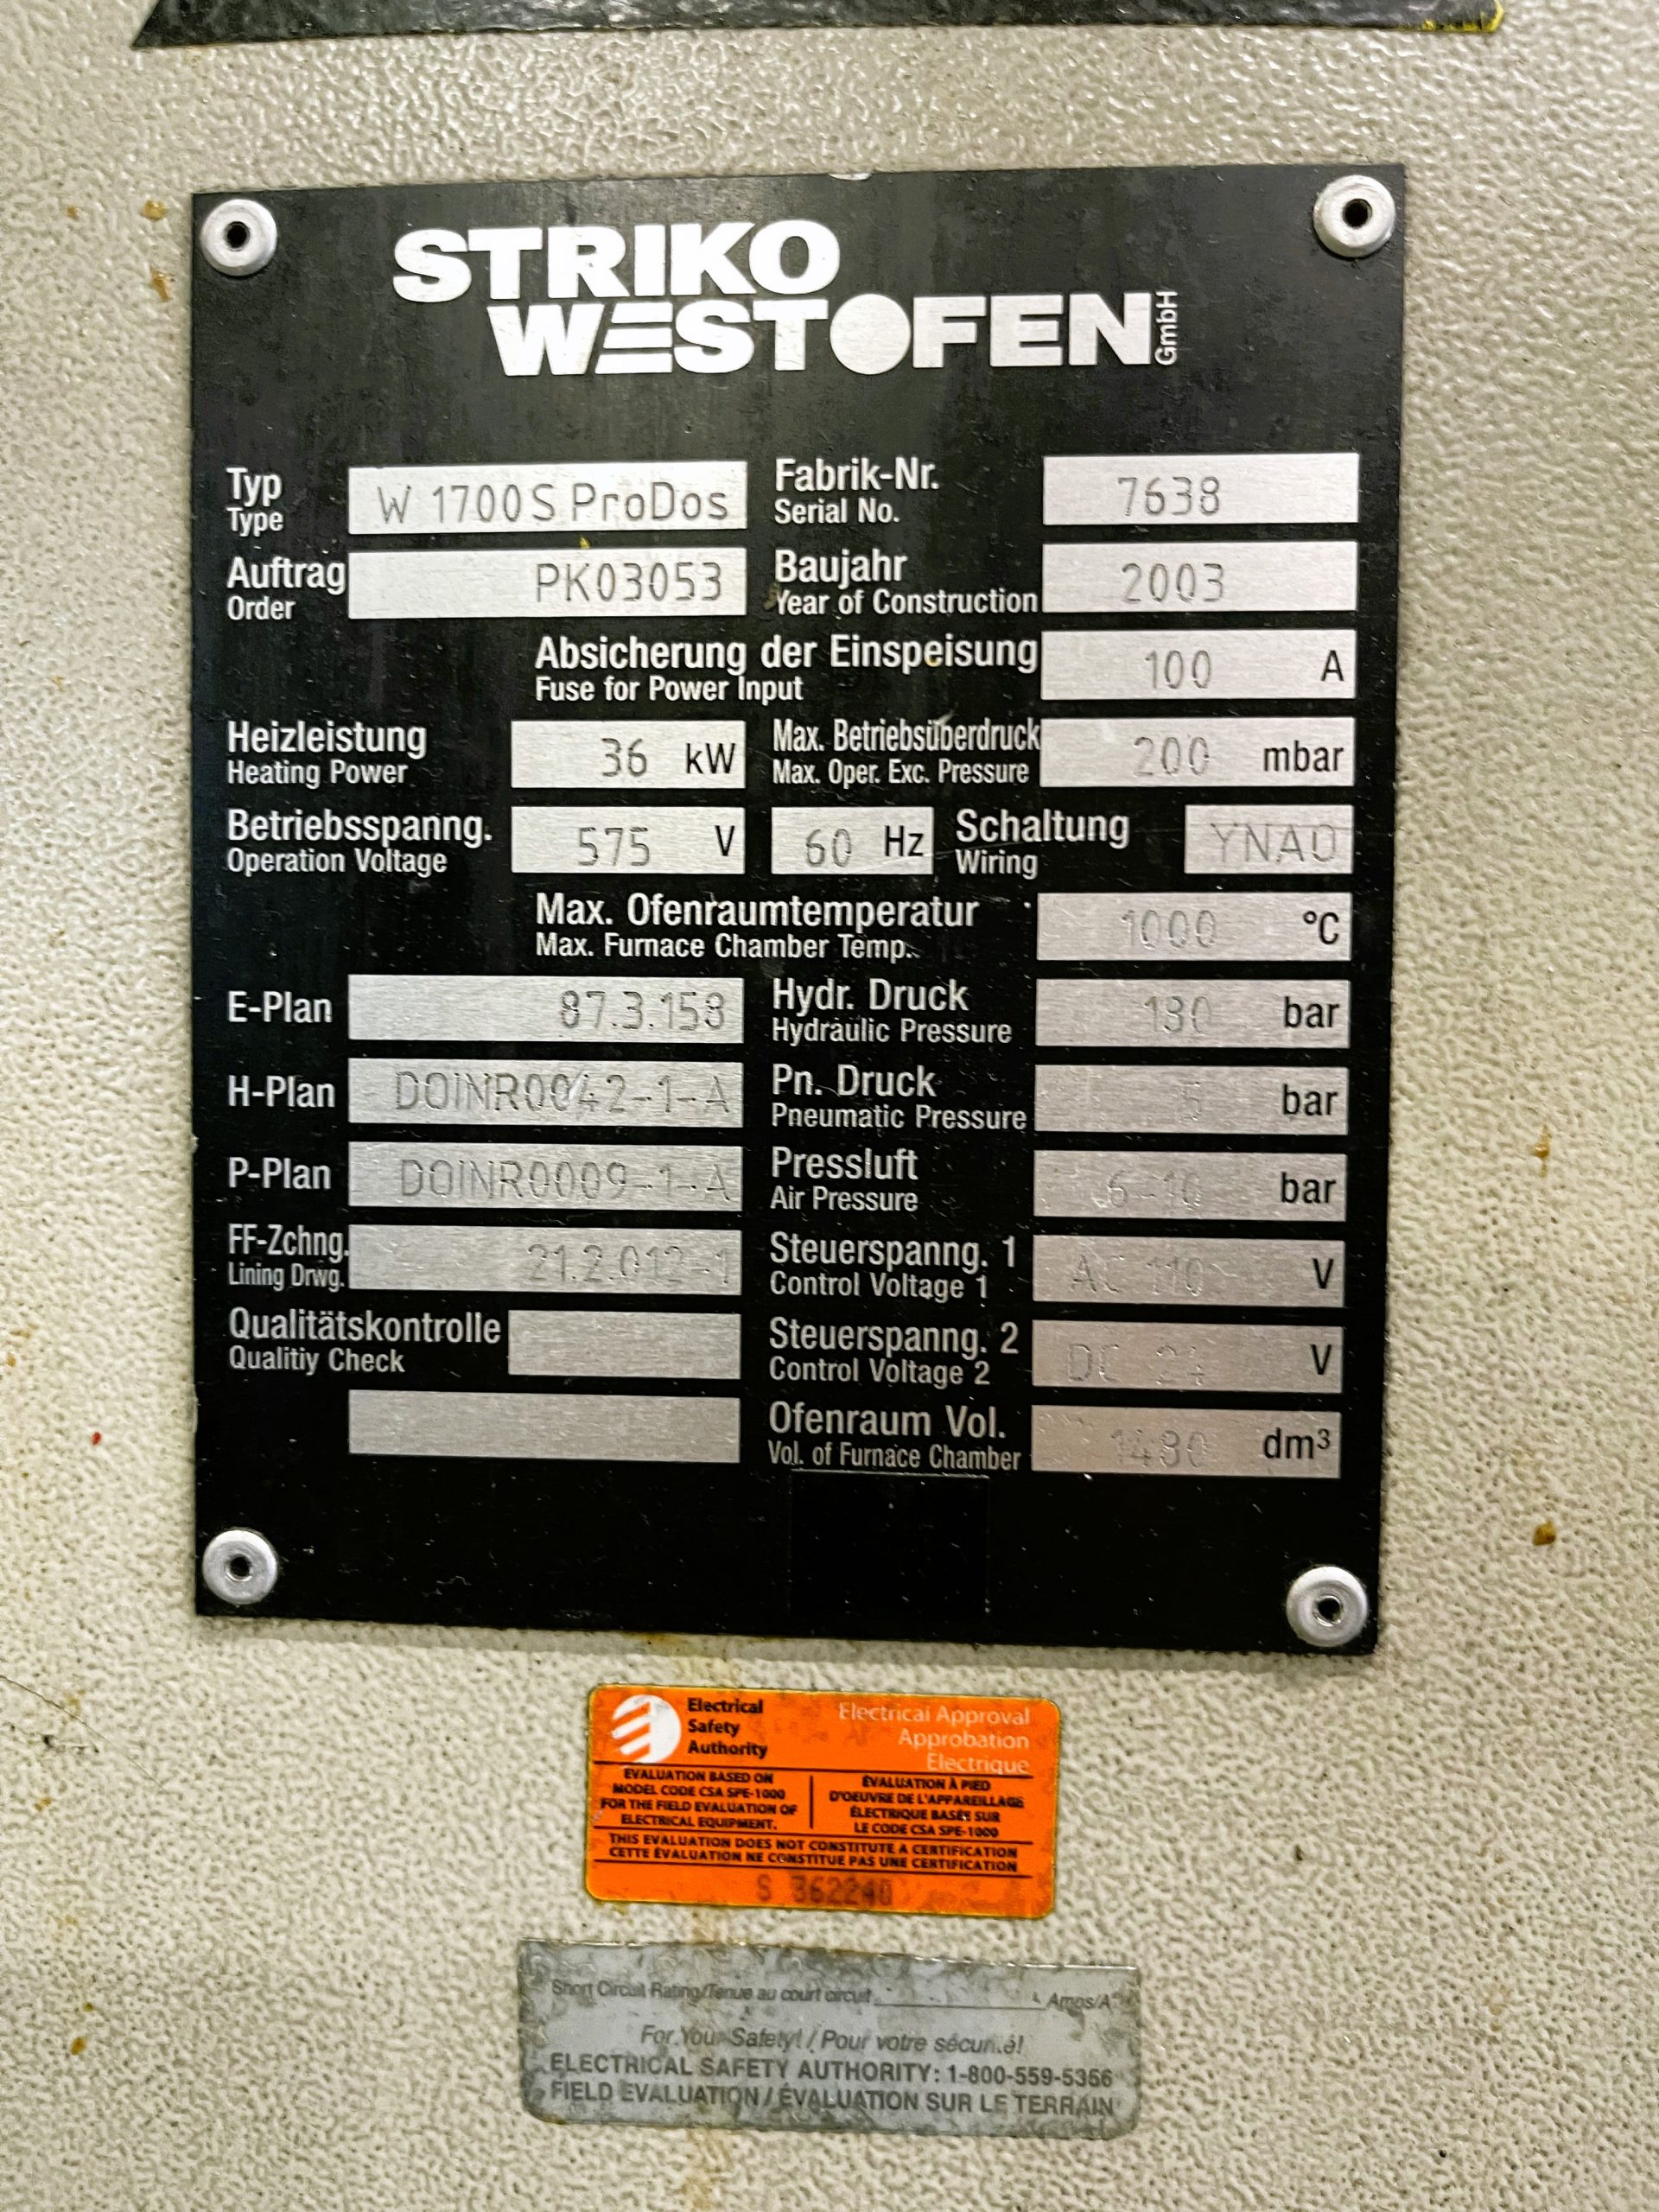 STRIKO
WESTOFEN GmbH
Typ
Type
W 1700S ProDos
Fabrik-Nr.
Serial No.
7638
Auftrag
Order
PK03053
Baujahr
Year of Construction
2003
Absicherung der Einspeisung
Fuse for Power Input
100 A
Heizleistung
Heating Power
36 kW
Max. Betriebsüberdruck
Max. Oper. Exc. Pressure
200 mbar
Betriebsspanng.
Operation Voltage
575 V
60 Hz
Schaltung
Wiring
Max. Ofenraumtemperatur
Max. Furnace Chamber Temp.
1000 °C
E-Plan
87.3.158
Hydr. Druck
Hydraulic Pressure
bar
H-Plan
DOINR0042-1-A
Pn. Druck
Pneumatic Pressure
bar
P-Plan
DOINR0009-1-A
Pressluft
Air Pressure
6-10 bar
FF-Zchng.
Lining Drwg.
Steuerspanng. 1
Control Voltage 1
AC 110 V
Qualitätskontrolle
Qualitiy Check
Steuerspanng. 2
Control Voltage 2
DC 24 V
Ofenraum Vol.
Vol. of Furnace Chamber
dm³
Electrical
Safety
Authority
Electrical Approval
Approbation
Electrique
EVALUATION BASED ON
MODEL CODE CSA SPE-1000
FOR THE FIELD EVALUATION OF
ELECTRICAL EQUIPMENT.
ÉVALUATION À PIED
D'OEUVRE DE L'APPAREILLAGE
ÉLECTRIQUE BASÉE SUR
LE CODE CSA SPE-1000
THIS EVALUATION DOES NOT CONSTITUTE A CERTIFICATION
CETTE ÉVALUATION NE CONSTITUE PAS UNE CERTIFICATION
S 362240
Short Circuit Rating/Tenue au court circuit Amps/A
For Your Safety! / Pour votre sécurité!
ELECTRICAL SAFETY AUTHORITY: 1-800-559-5356
FIELD EVALUATION / ÉVALUATION SUR LE TERRAIN